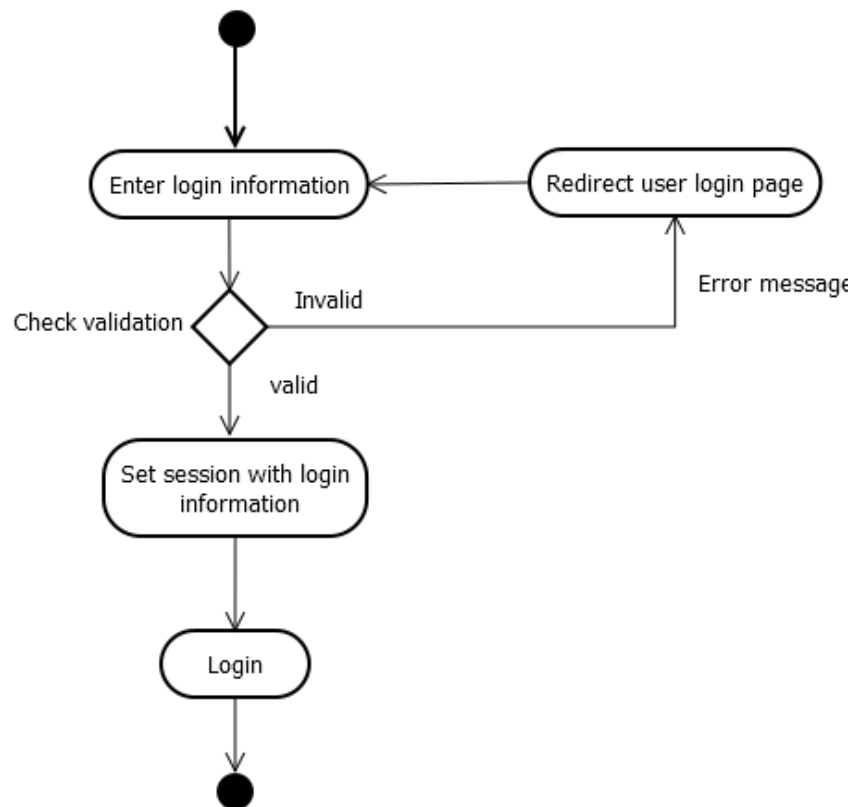 Enter login information
Redirect user login page
Error message
Invalid
Check validation
valid
Set session with login
information
Login